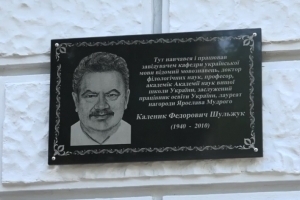 Тут навчався і працював
завідувачем кафедри української
мови відомий мовознавець, доктор
філологічних наук, професор,
академік Академії наук вищої
школи України, заслужений
працівник освіти України, лауреат
нагороди Ярослава Мудрого
Каленик Федорович Шульжук
(1940 - 2010)